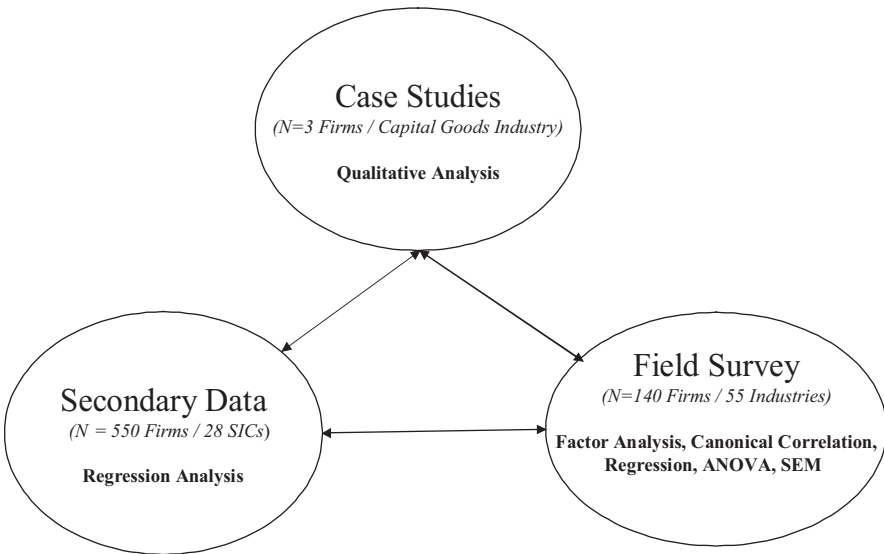 Case Studies
(N=3 Firms / Capital Goods Industry)
Qualitative Analysis
Secondary Data
(N = 550 Firms / 28 SICs)
Regression Analysis
Field Survey
(N=140 Firms / 55 Industries)
Factor Analysis, Canonical Correlation,
Regression, ANOVA, SEM